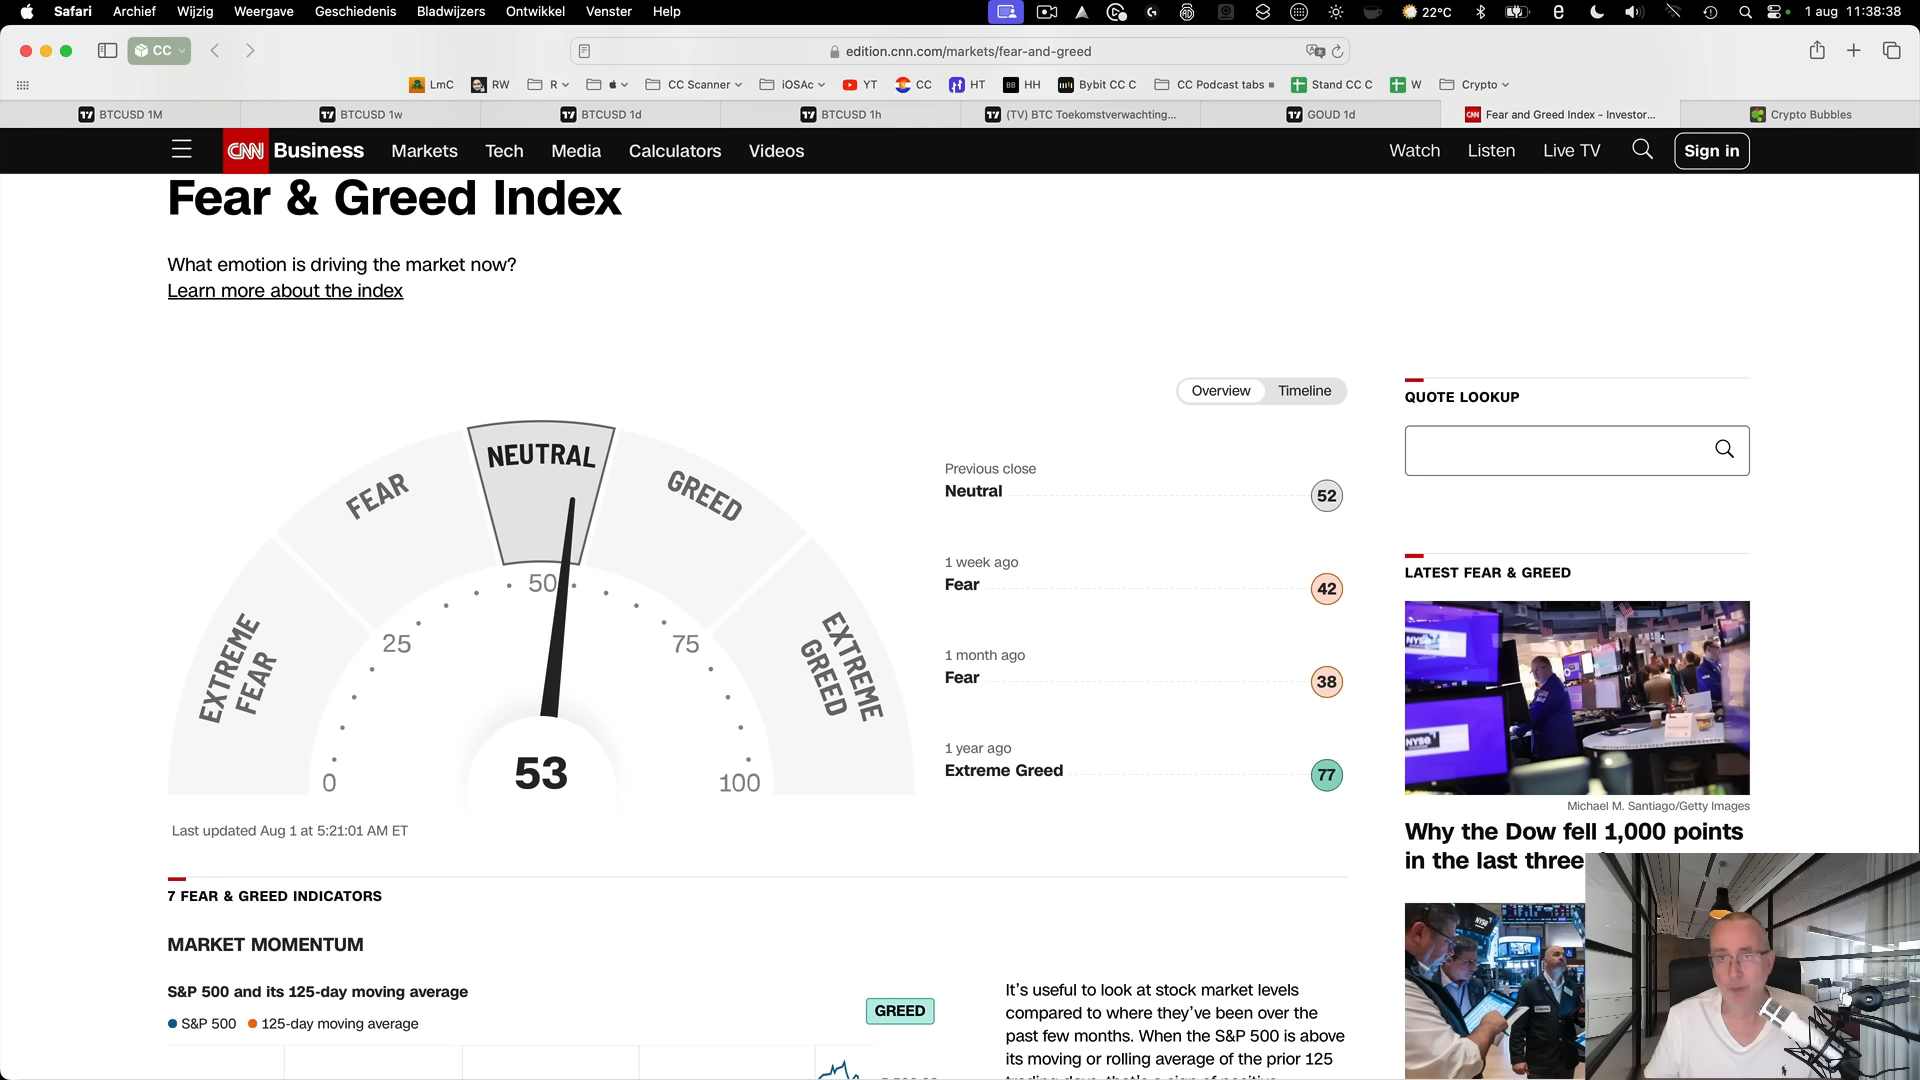 Safari Archief Wijzig Weergave Geschiedenis Bladwijzers Ontwikkel Venster Help 22°C 1 aug 11:38:38
CC edition.cnn.com/markets/fear-and-greed
LmC RW R CC Scanner iOSAc YT CC HT HH Bybit CC C CC Podcast tabs Stand CC C W Crypto
BTCUSD 1M BTCUSD 1w BTCUSD 1d BTCUSD 1h (TV) BTC Toekomstverwachting... GOUD 1d Fear and Greed Index - Investor... Crypto Bubbles
CNN Business Markets Tech Media Calculators Videos Watch Listen Live TV Sign in
Fear & Greed Index
What emotion is driving the market now?
Learn more about the index
Overview Timeline
EXTREME FEAR
FEAR
NEUTRAL
GREED
EXTREME GREED
0
25
50
75
100
53
Last updated Aug 1 at 5:21:01 AM ET
Previous close
Neutral 52
1 week ago
Fear 42
1 month ago
Fear 38
1 year ago
Extreme Greed 77
QUOTE LOOKUP
LATEST FEAR & GREED
Michael M. Santiago/Getty Images
Why the Dow fell 1,000 points
in the last three
7 FEAR & GREED INDICATORS
MARKET MOMENTUM
S&P 500 and its 125-day moving average
S&P 500 125-day moving average
GREED
It's useful to look at stock market levels
compared to where they've been over the
past few months. When the S&P 500 is above
its moving or rolling average of the prior 125